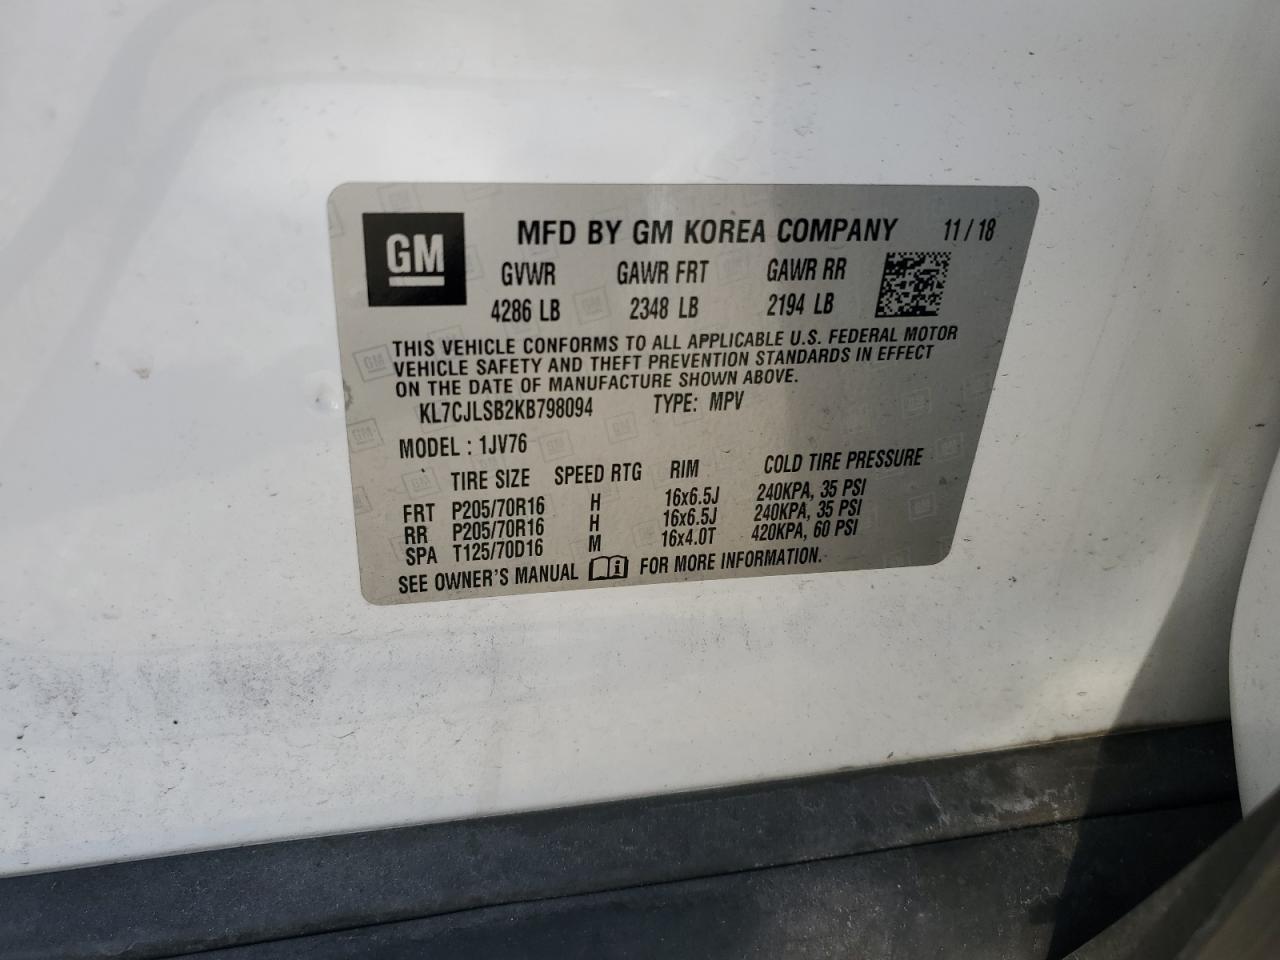 GM MFD BY GM KOREA COMPANY 11 / 18
GVWR GAWR FRT GAWR RR
4286 LB 2348 LB 2194 LB
THIS VEHICLE CONFORMS TO ALL APPLICABLE U.S. FEDERAL MOTOR
VEHICLE SAFETY AND THEFT PREVENTION STANDARDS IN EFFECT
ON THE DATE OF MANUFACTURE SHOWN ABOVE.
KL7CJLSB2KB798094 TYPE: MPV
MODEL : 1JV76
TIRE SIZE SPEED RTG RIM COLD TIRE PRESSURE
FRT P205/70R16 H 16x6.5J 240KPA, 35 PSI
RR P205/70R16 H 16x6.5J 240KPA, 35 PSI
SPA T125/70D16 M 16x4.0T 420KPA, 60 PSI
SEE OWNER'S MANUAL FOR MORE INFORMATION.